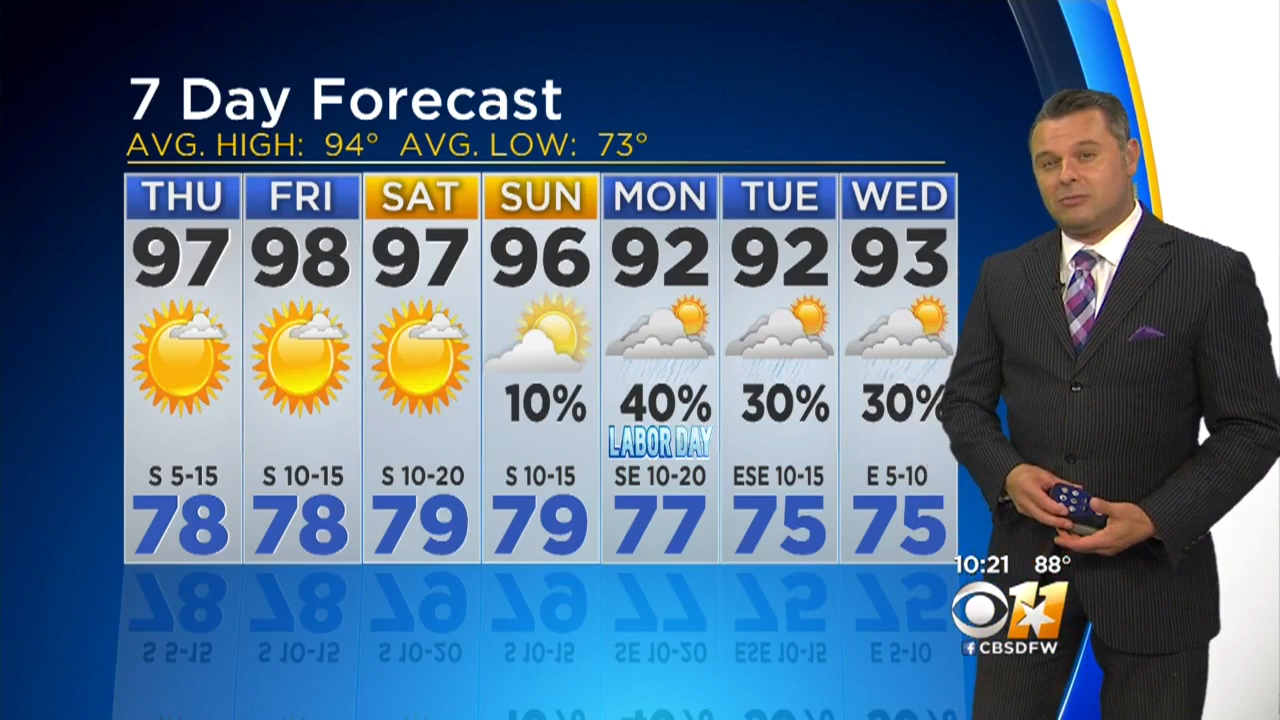 7 Day Forecast
AVG. HIGH: 94° AVG. LOW: 73°
THU FRI SAT SUN MON TUE WED
97 98 97 96 92 92 93
10% 40% 30% 30%
LABOR DAY
S 5-15 S 10-15 S 10-20 S 10-15 SE 10-20 ESE 10-15 E 5-10
78 78 79 79 77 75 75
10:21 88°
11
f CBSDFW